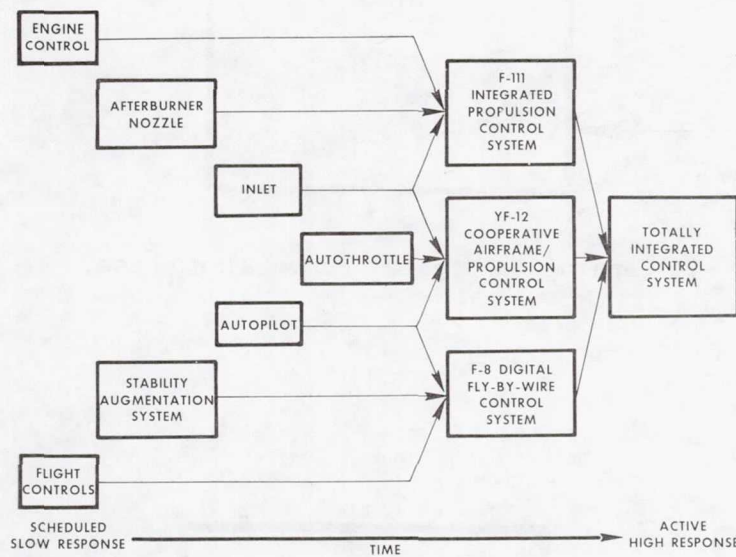 ENGINE
CONTROL
AFTERBURNER
NOZZLE
INLET
AUTOTHROTTLE
AUTOPILOT
STABILITY
AUGMENTATION
SYSTEM
FLIGHT
CONTROLS
F-111
INTEGRATED
PROPULSION
CONTROL
SYSTEM
YF-12
COOPERATIVE
AIRFRAME/
PROPULSION
CONTROL
SYSTEM
F-8 DIGITAL
FLY-BY-WIRE
CONTROL
SYSTEM
TOTALLY
INTEGRATED
CONTROL
SYSTEM
SCHEDULED
SLOW RESPONSE
TIME
ACTIVE
HIGH RESPONSE